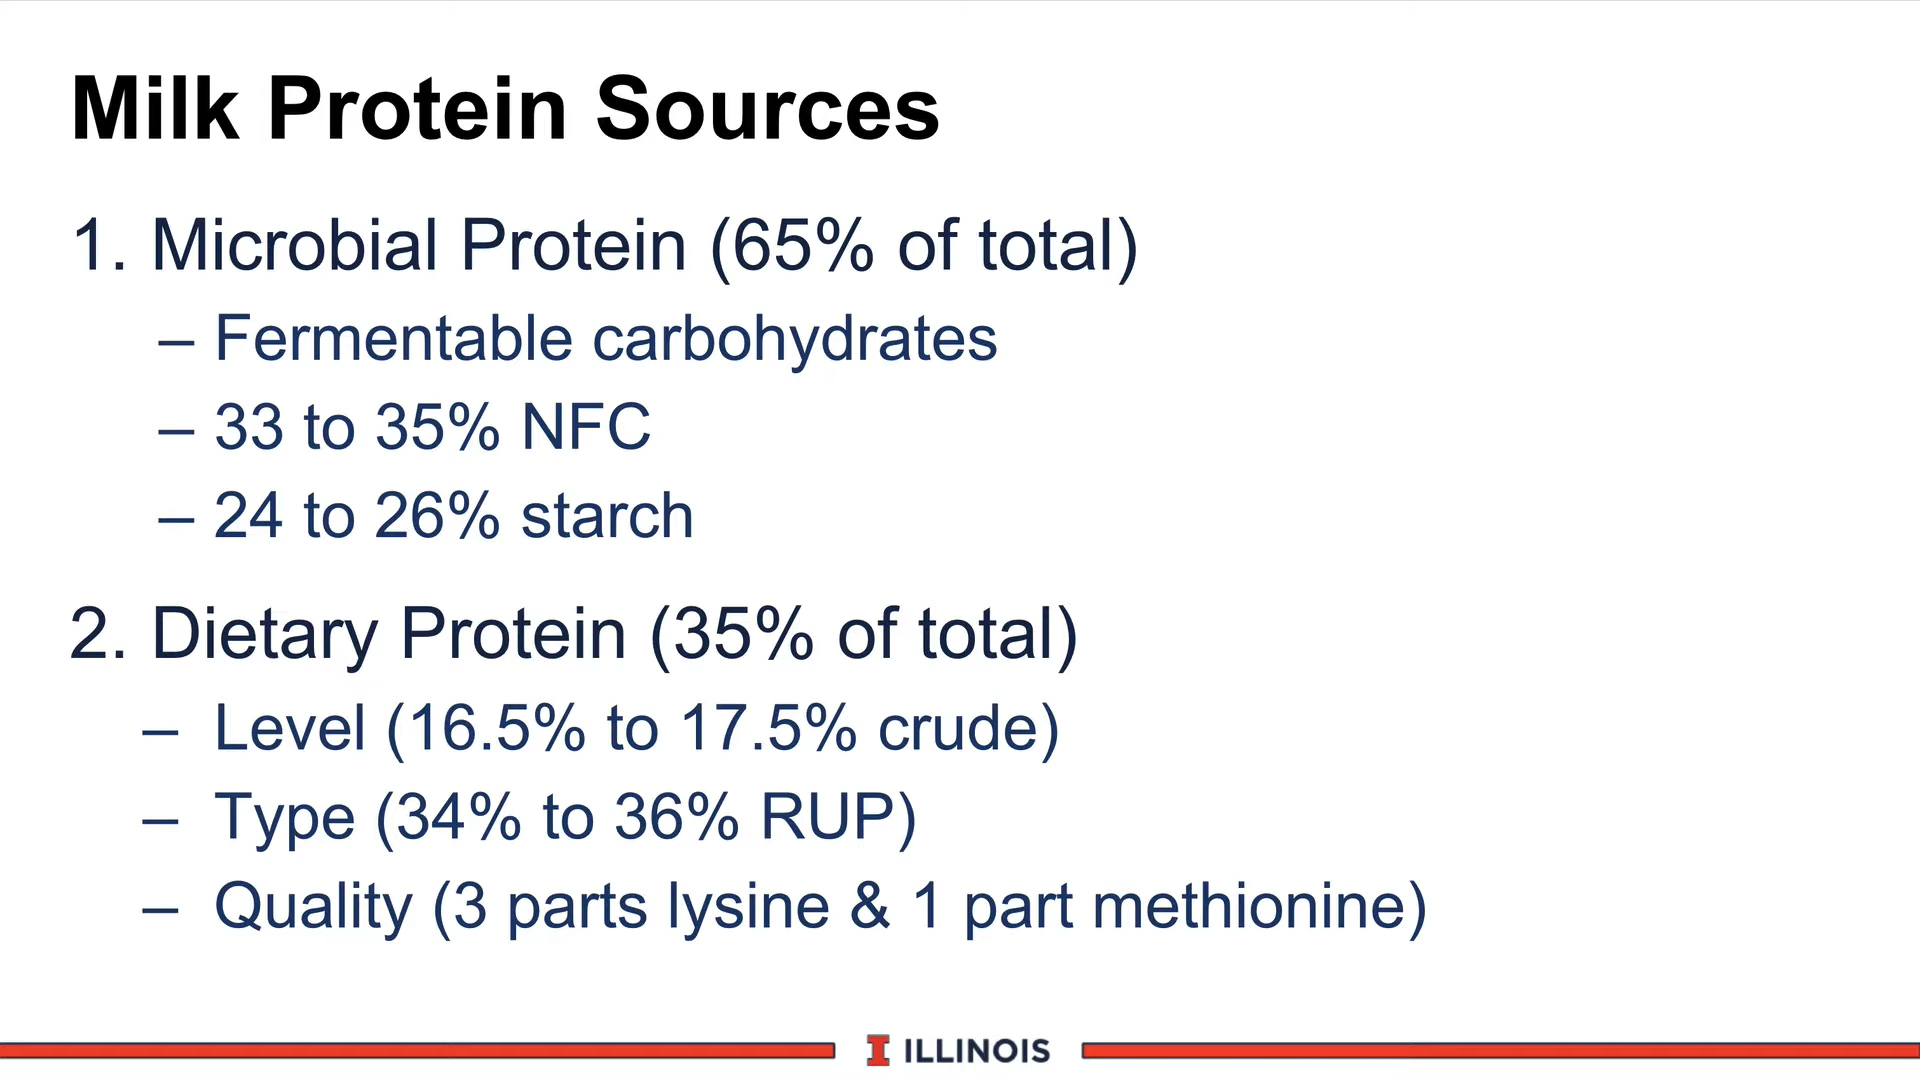 Milk Protein Sources
1. Microbial Protein (65% of total)
– Fermentable carbohydrates
– 33 to 35% NFC
– 24 to 26% starch
2. Dietary Protein (35% of total)
– Level (16.5% to 17.5% crude)
– Type (34% to 36% RUP)
– Quality (3 parts lysine & 1 part methionine)
I ILLINOIS